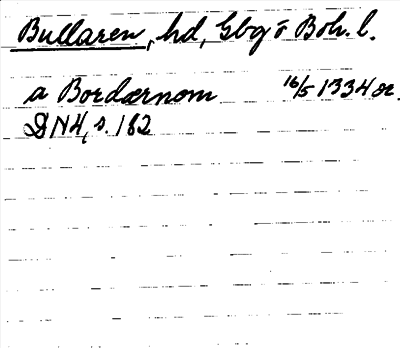 Bullaren, hd, Gbg o Boh. l.
a Bordærnom 16/5 1334 or.
DN4, s. 182